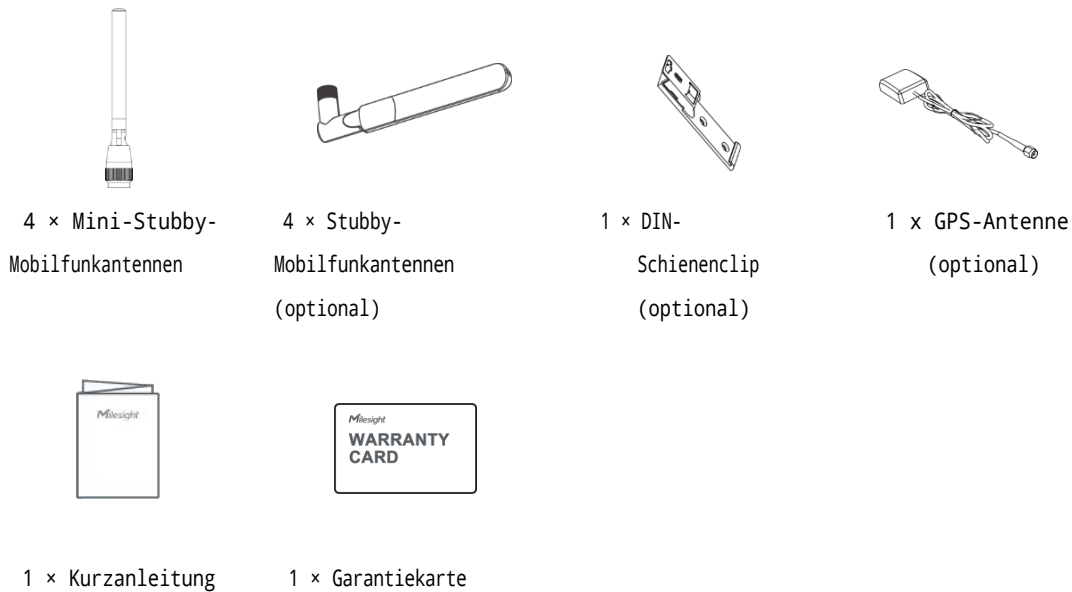 4 × Mini-Stubby-
Mobilfunkantennen
4 × Stubby-
Mobilfunkantennen
(optional)
1 × DIN-
Schienenclip
(optional)
1 x GPS-Antenne
(optional)
Milesight
Milesight
WARRANTY
CARD
1 × Kurzanleitung
1 × Garantiekarte